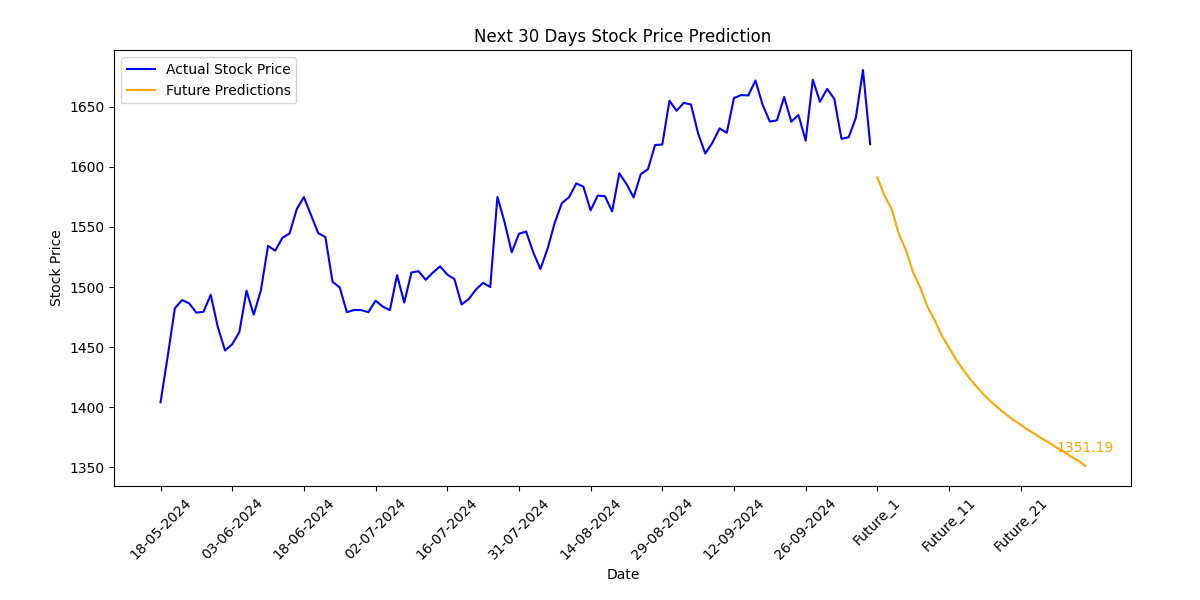 Next 30 Days Stock Price Prediction
Actual Stock Price
Future Predictions
Stock Price
1650
1600
1550
1500
1450
1400
1350
1351.19
18-05-2024
03-06-2024
18-06-2024
02-07-2024
16-07-2024
31-07-2024
14-08-2024
29-08-2024
12-09-2024
26-09-2024
Future_1
Future_11
Future_21
Date